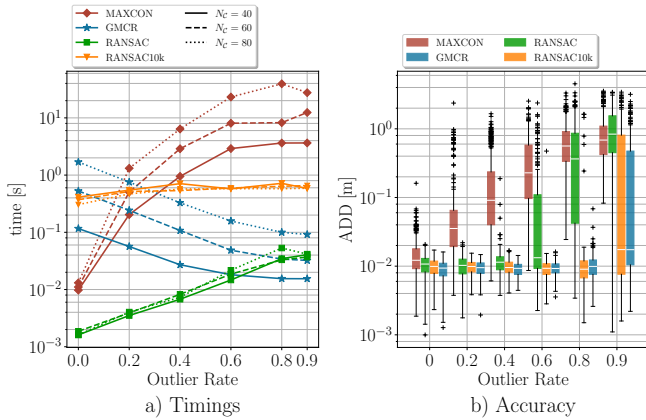 MAXCON
GMCR
RANSAC
RANSAC10k
N_C = 40
N_C = 60
N_C = 80
time [s]
10^1
10^0
10^−1
10^−2
10^−3
0.0 0.2 0.4 0.6 0.8 0.9
Outlier Rate
a) Timings
MAXCON RANSAC
GMCR RANSAC10k
ADD [m]
10^0
10^−1
10^−2
10^−3
0 0.2 0.4 0.6 0.8 0.9
Outlier Rate
b) Accuracy